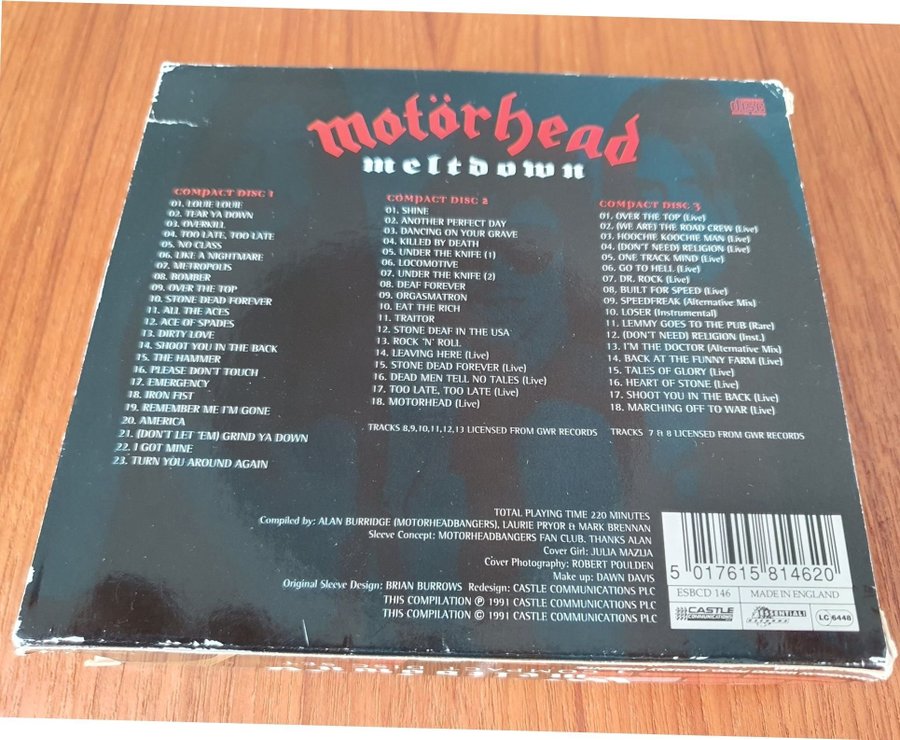 motörhead
meltdown
COMPACT DISC 1
01. LOUIE LOUIE
02. TEAR YA DOWN
03. OVERKILL
04. TOO LATE, TOO LATE
05. NO CLASS
06. LIKE A NIGHTMARE
07. METROPOLIS
08. BOMBER
09. OVER THE TOP
10. STONE DEAD FOREVER
11. ALL THE ACES
12. ACE OF SPADES
13. DIRTY LOVE
14. SHOOT YOU IN THE BACK
15. THE HAMMER
16. PLEASE DON'T TOUCH
17. EMERGENCY
18. IRON FIST
19. REMEMBER ME I'M GONE
20. AMERICA
21. (DON'T LET 'EM) GRIND YA DOWN
22. I GOT MINE
23. TURN YOU AROUND AGAIN
COMPACT DISC 2
01. SHINE
02. ANOTHER PERFECT DAY
03. DANCING ON YOUR GRAVE
04. KILLED BY DEATH
05. UNDER THE KNIFE (1)
06. LOCOMOTIVE
07. UNDER THE KNIFE (2)
08. DEAF FOREVER
09. ORGASMATRON
10. EAT THE RICH
11. TRAITOR
12. STONE DEAF IN THE USA
13. ROCK 'N' ROLL
14. LEAVING HERE (Live)
15. STONE DEAD FOREVER (Live)
16. DEAD MEN TELL NO TALES (Live)
17. TOO LATE, TOO LATE (Live)
18. MOTORHEAD (Live)
TRACKS 8,9,10,11,12,13 LICENSED FROM GWR RECORDS
COMPACT DISC 3
01. OVER THE TOP (Live)
02. (WE ARE) THE ROAD CREW (Live)
03. HOOCHIE KOOCHIE MAN (Live)
04. (DON'T NEED) RELIGION (Live)
05. ONE TRACK MIND (Live)
06. GO TO HELL (Live)
07. DR. ROCK (Live)
08. BUILT FOR SPEED (Live)
09. SPEEDFREAK (Alternative Mix)
10. LOSER (Instrumental)
11. LEMMY GOES TO THE PUB (Rare)
12. (DON'T NEED) RELIGION (Inst.)
13. I'M THE DOCTOR (Alternative Mix)
14. BACK AT THE FUNNY FARM (Live)
15. TALES OF GLORY (Live)
16. HEART OF STONE (Live)
17. SHOOT YOU IN THE BACK (Live)
18. MARCHING OFF TO WAR (Live)
TRACKS 7 & 8 LICENSED FROM GWR RECORDS
TOTAL PLAYING TIME 220 MINUTES
Compiled by: ALAN BURRIDGE (MOTORHEADBANGERS), LAURIE PRYOR & MARK BRENNAN
Sleeve Concept: MOTORHEADBANGERS FAN CLUB. THANKS ALAN
Cover Girl: JULIA MAZIJA
Cover Photography: ROBERT POULDEN
Make up: DAWN DAVIS
Original Sleeve Design: BRIAN BURROWS Redesign: CASTLE COMMUNICATIONS PLC
THIS COMPILATION ℗ 1991 CASTLE COMMUNICATIONS PLC
THIS COMPILATION © 1991 CASTLE COMMUNICATIONS PLC
5 017615 814620
ESBCD 146 MADE IN ENGLAND
CASTLE COMMUNICATIONS
ESSENTIAL!
LC 6448